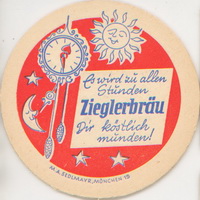 Es wird zu allen
Stunden
Zieglerbräu
Dir köstlich
munden!
M.A. SEDLMAYR, MÜNCHEN 15